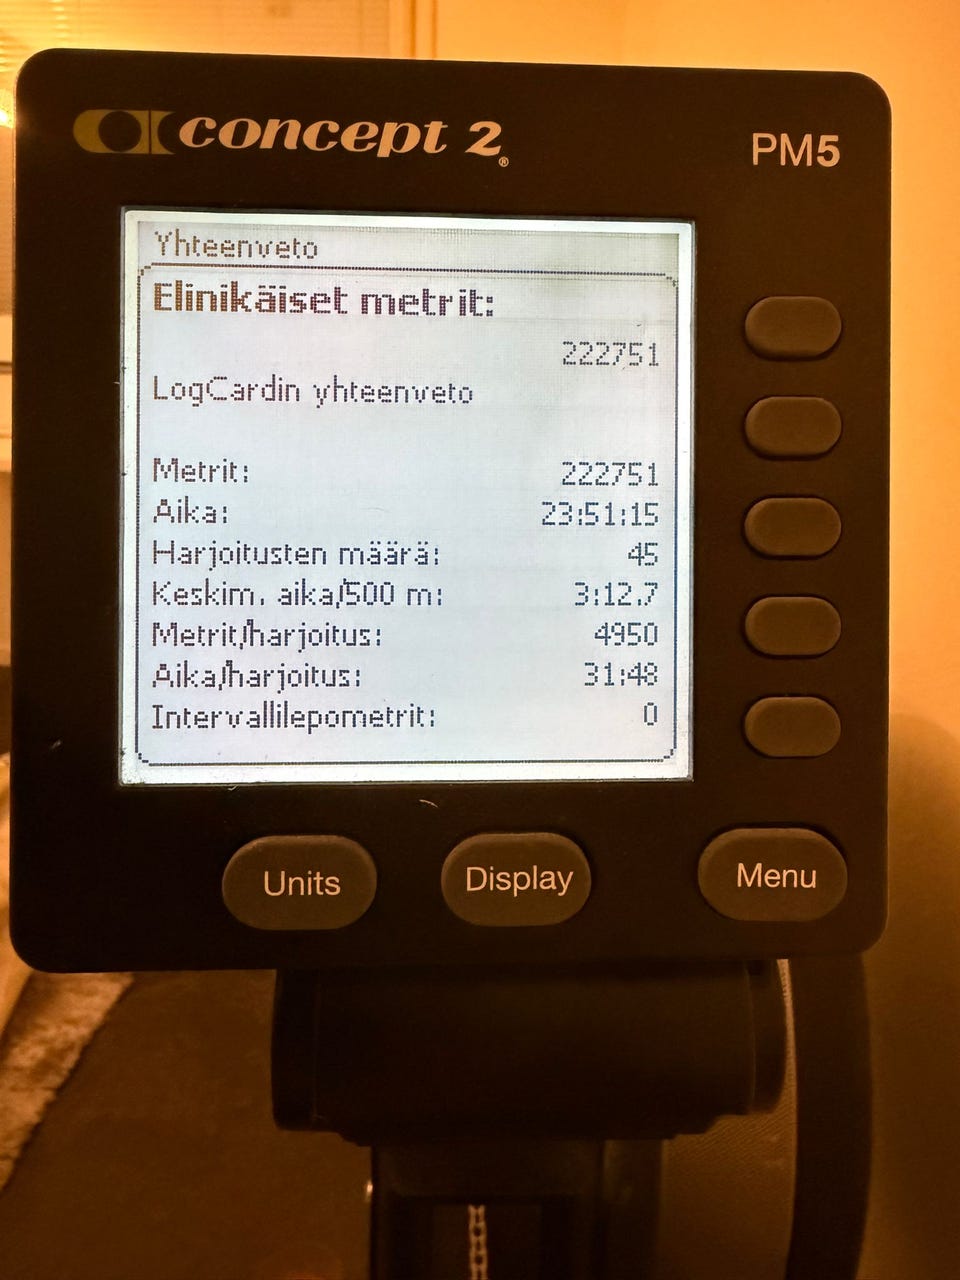 concept 2®
PM5
Yhteenveto
Elinikäiset metrit:
222751
LogCardin yhteenveto
Metrit: 222751
Aika: 23:51:15
Harjoitusten määrä: 45
Keskim. aika/500 m: 3:12.7
Metrit/harjoitus: 4950
Aika/harjoitus: 31:48
Intervallilepometrit: 0
Units Display Menu